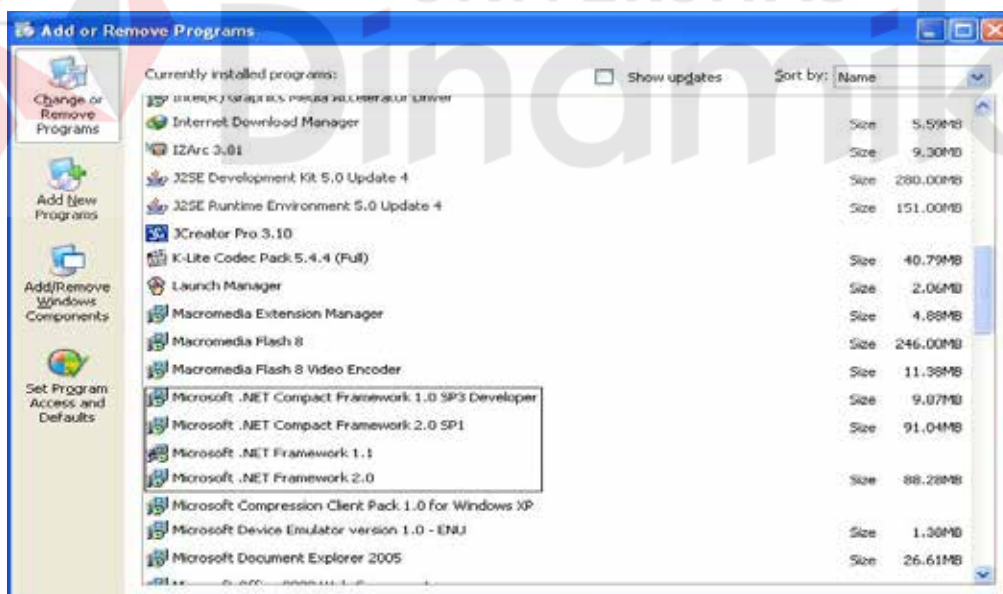 Add or Remove Programs
Dinamik
Change or
Remove
Programs
Add New
Programs
Add/Remove
Windows
Components
Set Program
Access and
Defaults
Currently installed programs:
Show updates
Sort by: Name
Intel(R) Graphics Media Accelerator Driver
Internet Download Manager Size 5.59MB
IZArc 3.81 Size 9.30MB
J2SE Development Kit 5.0 Update 4 Size 280.00MB
J2SE Runtime Environment 5.0 Update 4 Size 151.00MB
JCreator Pro 3.10
K-Lite Codec Pack 5.4.4 (Full) Size 40.79MB
Launch Manager Size 2.06MB
Macromedia Extension Manager Size 4.88MB
Macromedia Flash 8 Size 246.00MB
Macromedia Flash 8 Video Encoder Size 11.38MB
Microsoft .NET Compact Framework 1.0 SP3 Developer Size 9.07MB
Microsoft .NET Compact Framework 2.0 SP1 Size 91.04MB
Microsoft .NET Framework 1.1
Microsoft .NET Framework 2.0 Size 88.28MB
Microsoft Compression Client Pack 1.0 for Windows XP
Microsoft Device Emulator version 1.0 - ENU Size 1.30MB
Microsoft Document Explorer 2005 Size 26.61MB